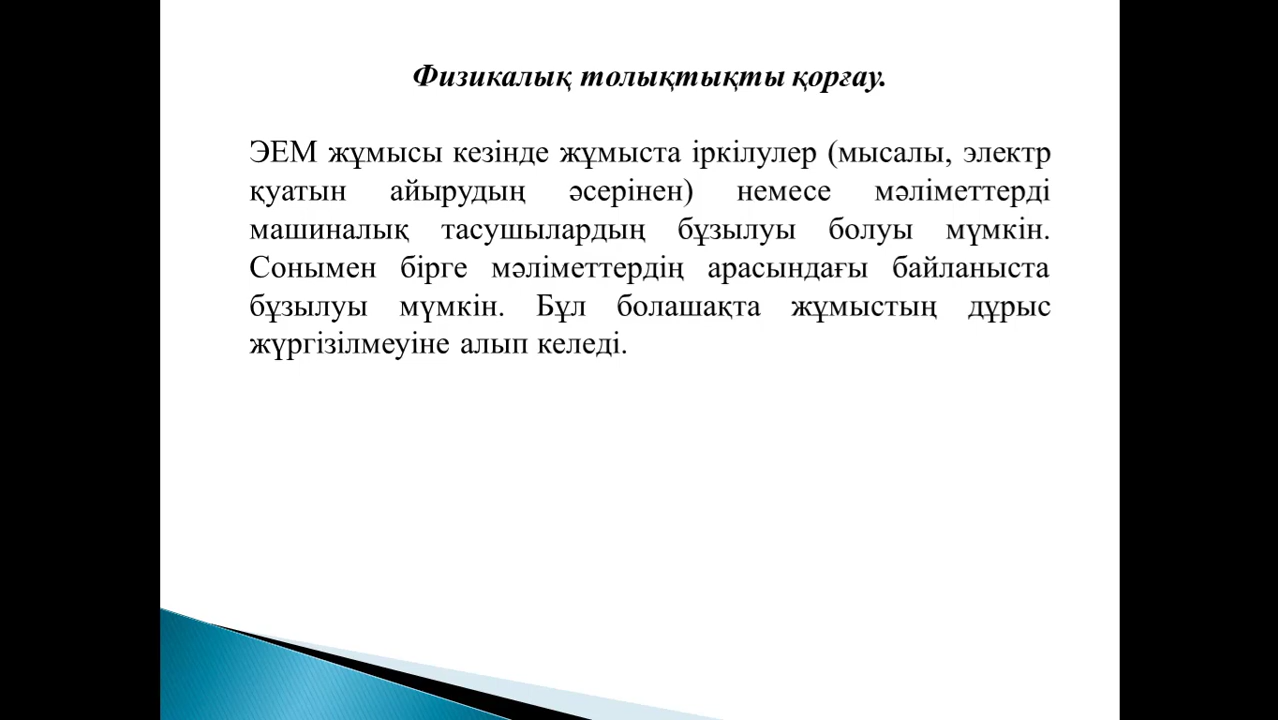 Физикалық толықтықты қорғау.
ЭЕМ жұмысы кезінде жұмыста іркілулер (мысалы, электр
қуатын айырудың әсерінен) немесе мәліметтерді
машиналық тасушылардың бұзылуы болуы мүмкін.
Сонымен бірге мәліметтердің арасындағы байланыста
бұзылуы мүмкін. Бұл болашақта жұмыстың дұрыс
жүргізілмеуіне алып келеді.